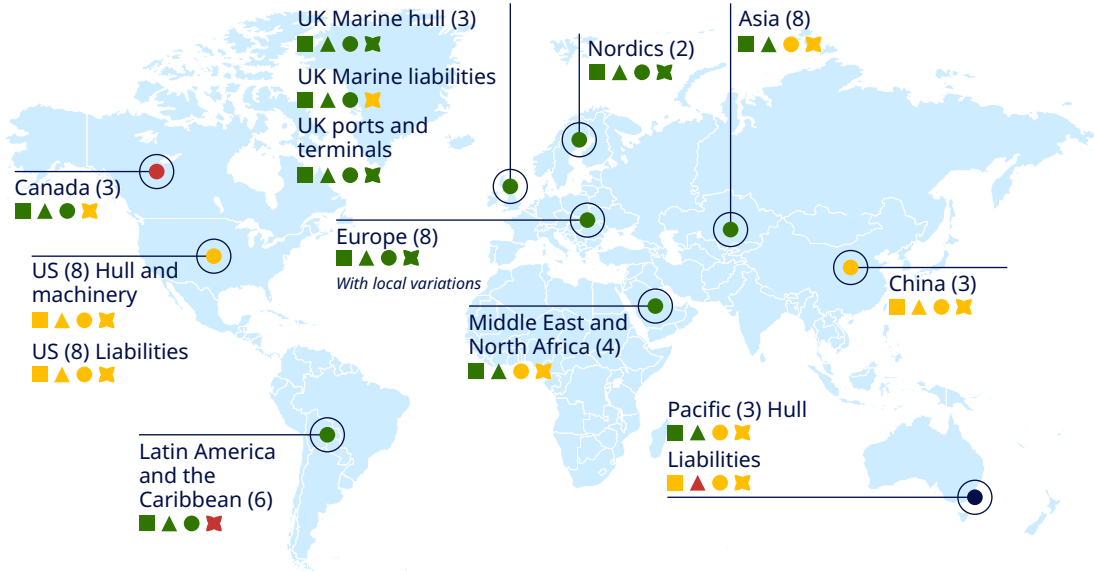 UK Marine hull (3)
UK Marine liabilities
UK ports and
terminals
Nordics (2)
Asia (8)
Canada (3)
Europe (8)
With local variations
US (8) Hull and
machinery
US (8) Liabilities
China (3)
Middle East and
North Africa (4)
Latin America
and the
Caribbean (6)
Pacific (3) Hull
Liabilities